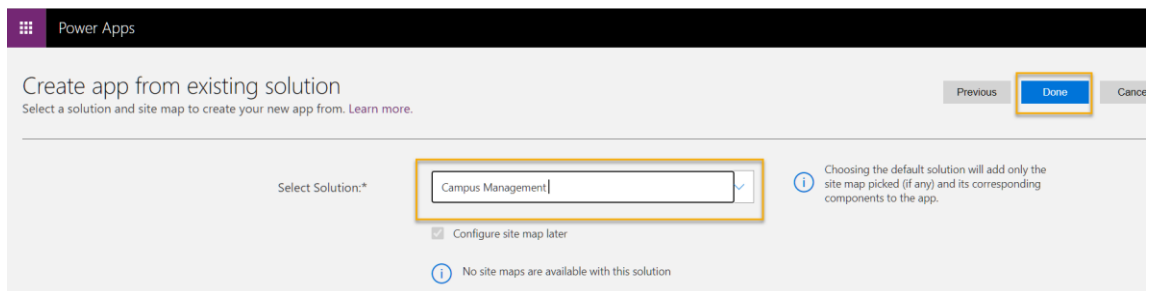 Power Apps
Create app from existing solution
Select a solution and site map to create your new app from. Learn more.
Previous
Done
Cance
Select Solution:*
Campus Management
Choosing the default solution will add only the
site map picked (if any) and its corresponding
components to the app.
Configure site map later
No site maps are available with this solution